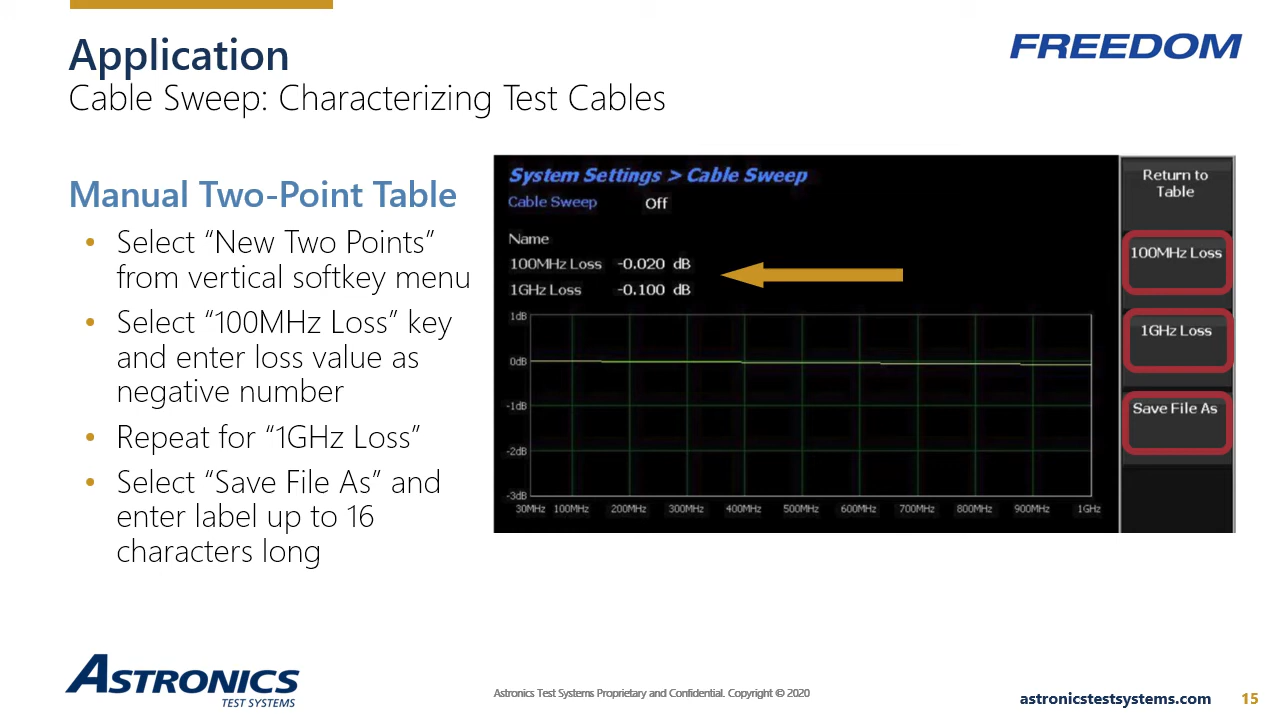 Application
FREEDOM
Cable Sweep: Characterizing Test Cables
Manual Two-Point Table
• Select “New Two Points”
from vertical softkey menu
• Select “100MHz Loss” key
and enter loss value as
negative number
• Repeat for “1GHz Loss”
• Select “Save File As” and
enter label up to 16
characters long
System Settings > Cable Sweep
Cable Sweep Off
Name
100MHz Loss -0.020 dB
1GHz Loss -0.100 dB
1dB
0dB
-1dB
-2dB
-3dB
30MHz 100MHz 200MHz 300MHz 400MHz 500MHz 600MHz 700MHz 800MHz 900MHz 1GHz
Return to
Table
100MHz Loss
1GHz Loss
Save File As
ASTRONICS
TEST SYSTEMS
Astronics Test Systems Proprietary and Confidential. Copyright © 2020
astronicstestsystems.com 15